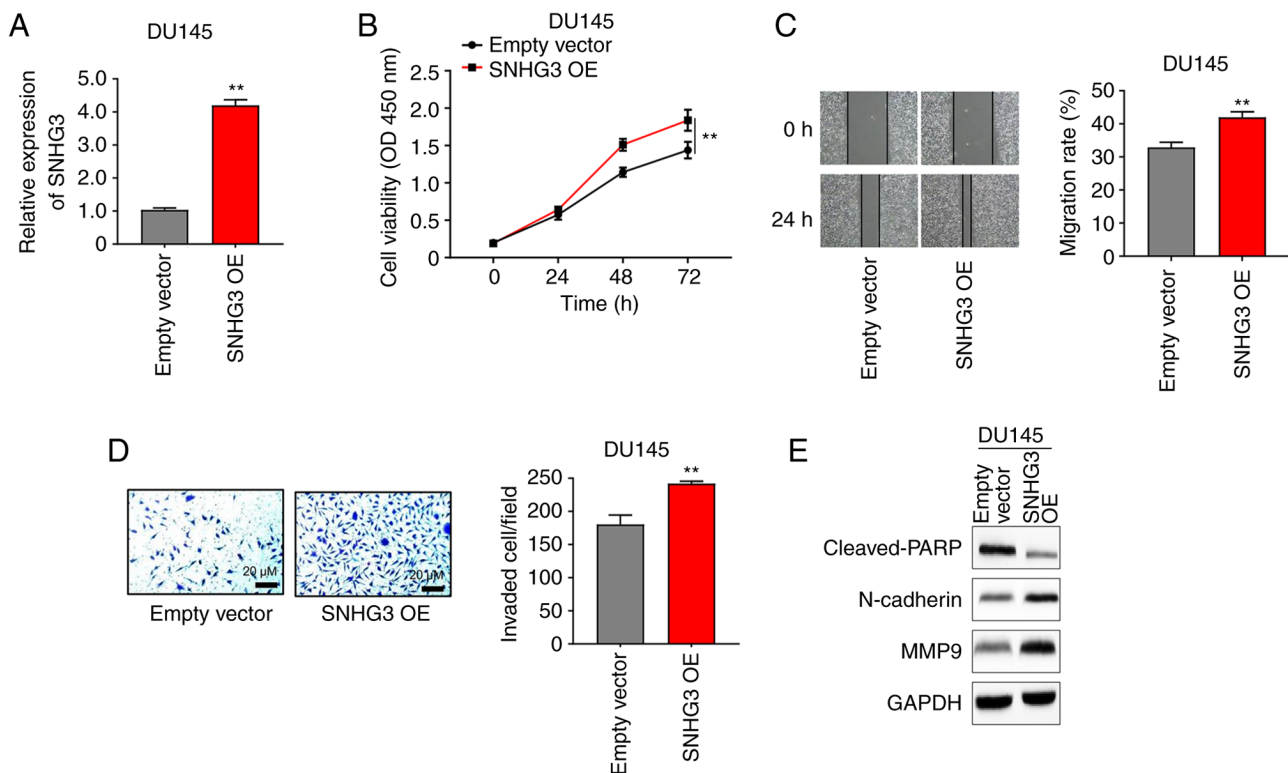 A
DU145
Relative expression
of SNHG3
5.0
4.0
3.0
2.0
1.0
0
**
Empty vector
SNHG3 OE
B
DU145
Empty vector
SNHG3 OE
Cell viability (OD 450 nm)
2.5
2.0
1.5
1.0
0.5
0
**
0
24
48
72
Time (h)
C
0 h
24 h
Empty vector
SNHG3 OE
DU145
Migration rate (%)
50
40
30
20
10
0
**
Empty vector
SNHG3 OE
D
20 µM
20 µM
Empty vector
SNHG3 OE
DU145
Invaded cell/field
250
200
150
100
50
0
**
Empty vector
SNHG3 OE
E
DU145
Empty
vector
SNHG3
OE
Cleaved-PARP
N-cadherin
MMP9
GAPDH